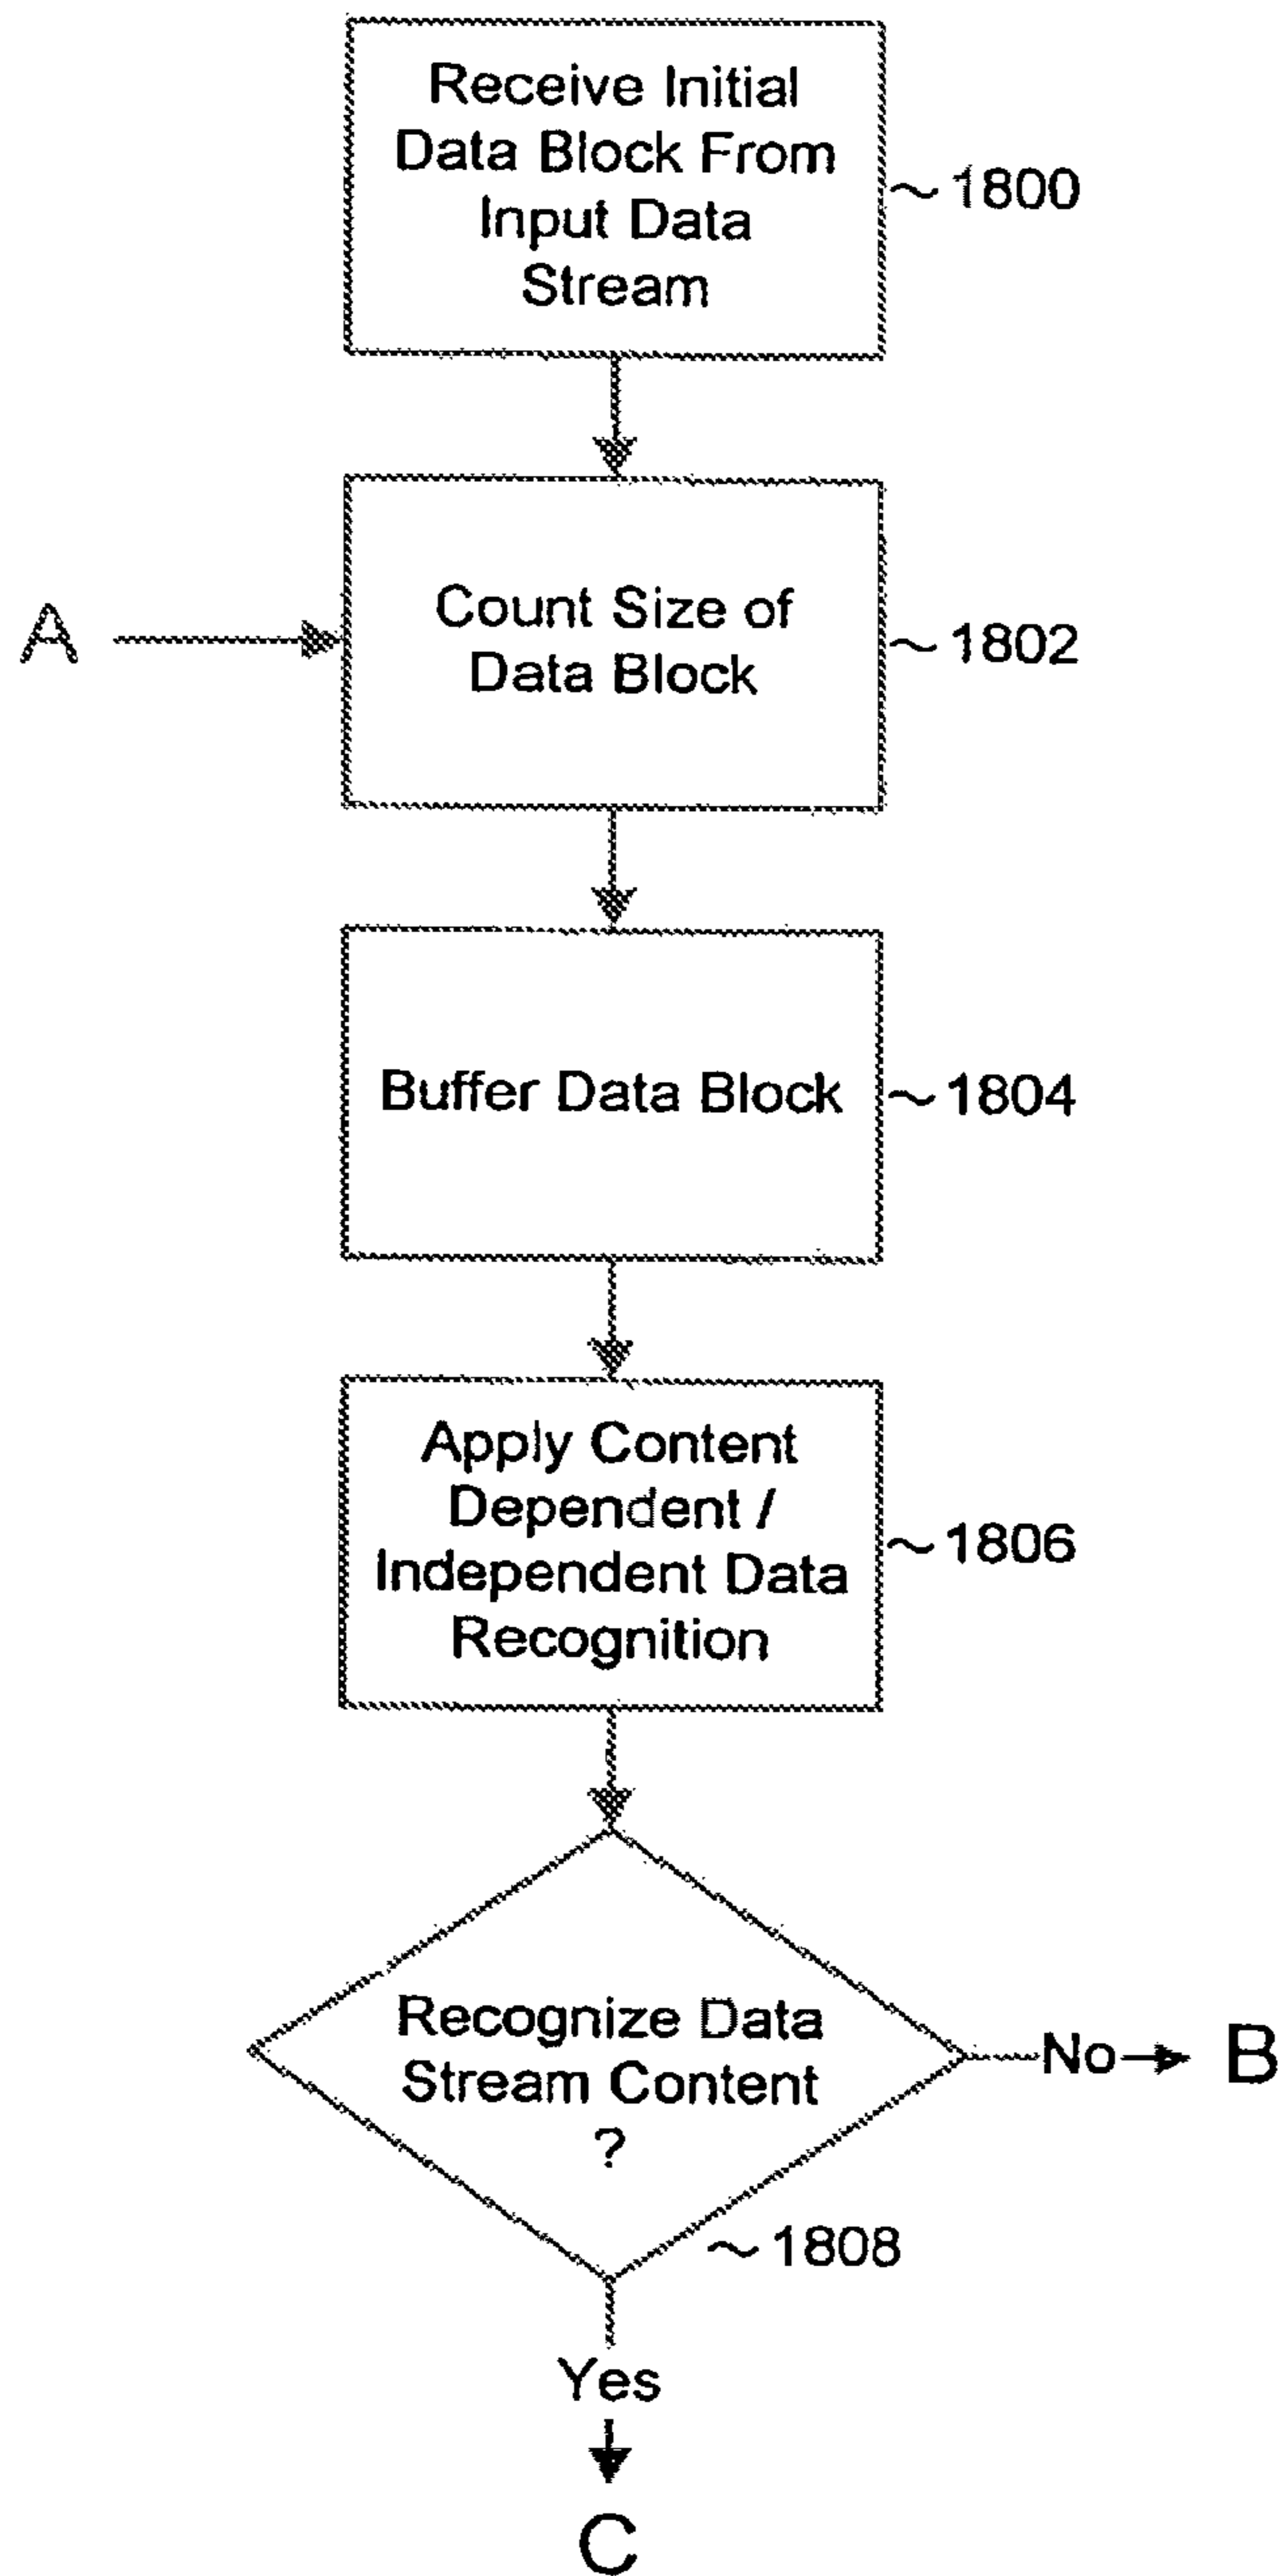 Receive Initial
Data Block From
Input Data
Stream
~ 1800
A
Count Size of
Data Block
~ 1802
Buffer Data Block
~ 1804
Apply Content
Dependent /
Independent Data
Recognition
~ 1806
Recognize Data
Stream Content
?
No
B
~ 1808
Yes
C